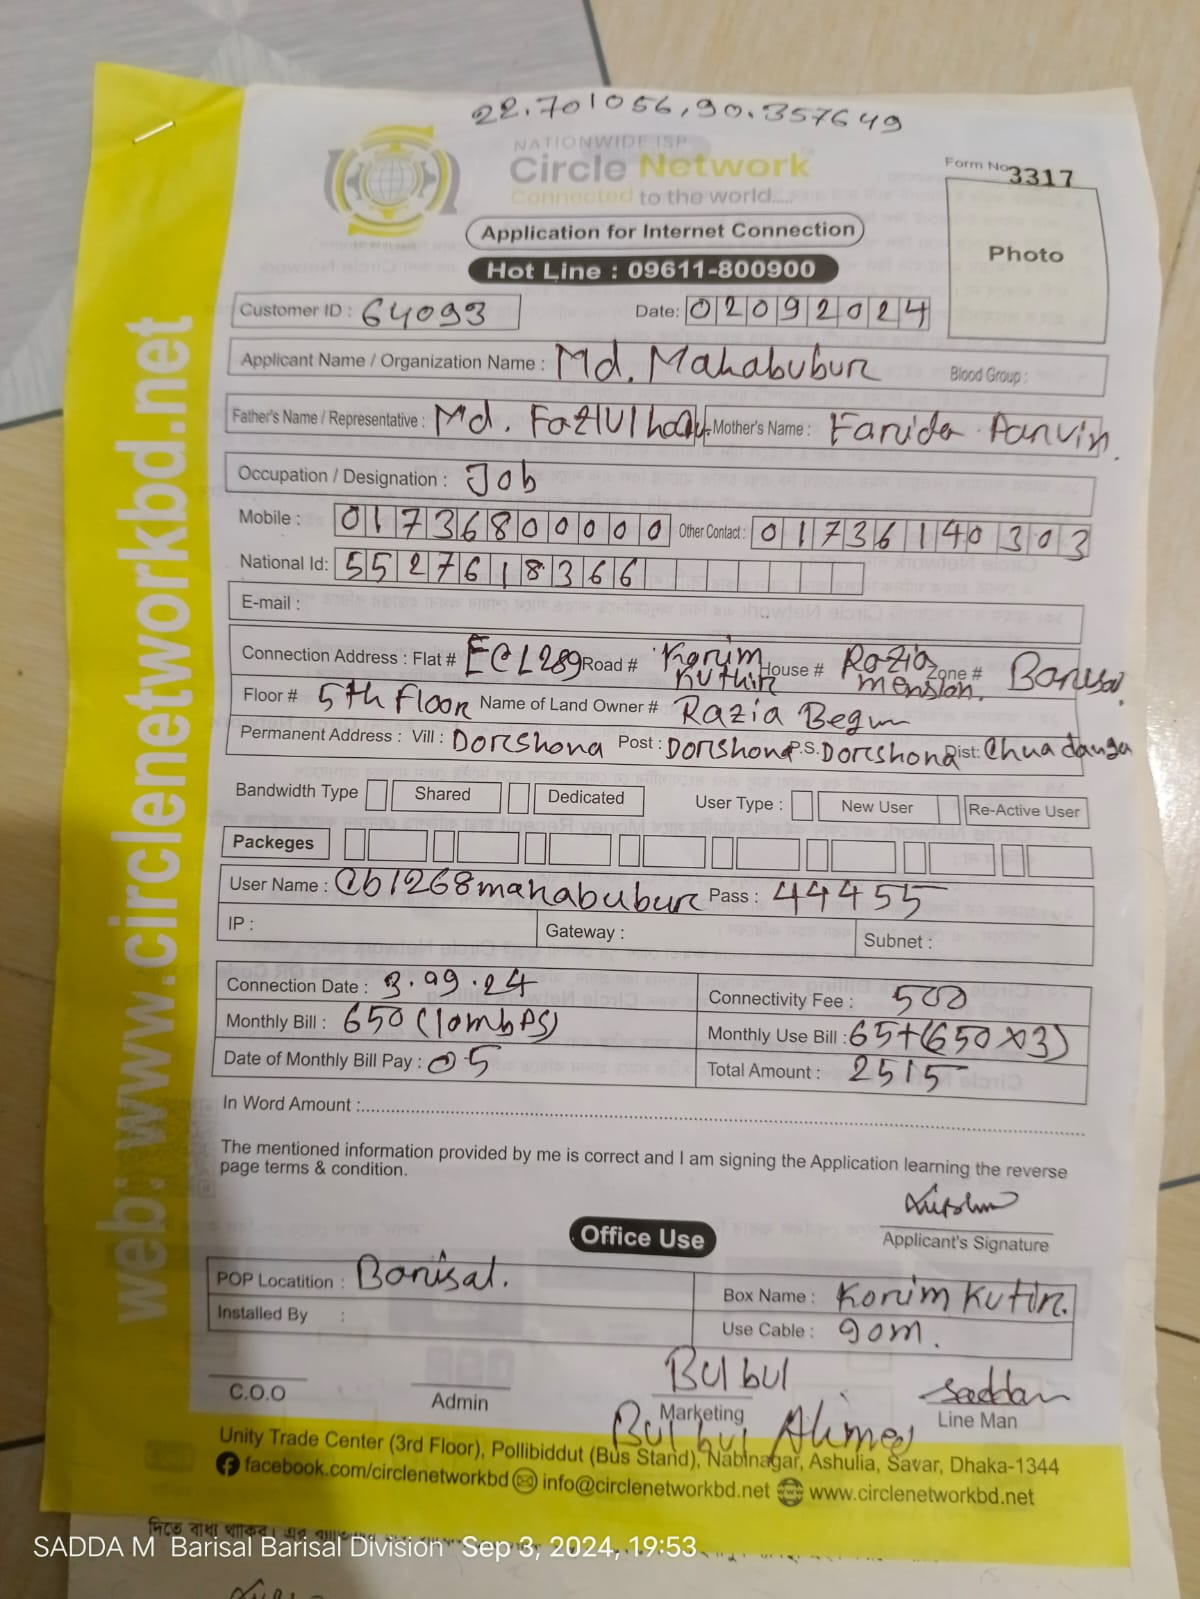 22.701056,90.357649
NATIONWIDE ISP
Circle Network
Connected to the world....
Form No 3317
Photo
Application for Internet Connection
Hot Line : 09611-800900
Customer ID : 64093 Date: 02092024
Applicant Name / Organization Name : Md. Mahabubur Blood Group :
Father's Name / Representative : Md. Fazlul Mother's Name : Farida Parvin.
Occupation / Designation : Job
Mobile : 01736800000 Other Contact : 01736140303
National Id: 5527618366
E-mail :
Connection Address : Flat # ECL289 Road # Karim Kuthir House # Razia mension. Zone # Barisal.
Floor # 5th Floor Name of Land Owner # Razia Begum
Permanent Address : Vill : Dorshona Post : Dorshona P.S. Dorshona Dist: Chuadanga
Bandwidth Type Shared Dedicated User Type : New User Re-Active User
Packeges
User Name : Cb1268mahabubur Pass : 44455
IP : Gateway : Subnet :
Connection Date : 3.09.24 Connectivity Fee : 500
Monthly Bill : 650 (10mbps) Monthly Use Bill : 65+(650x3)
Date of Monthly Bill Pay : 05 Total Amount : 2515
In Word Amount :
The mentioned information provided by me is correct and I am signing the Application learning the reverse
page terms & condition.
Applicant's Signature
Office Use
POP Locatition : Barisal. Box Name : Korim Kutir.
Installed By : Use Cable : 90m.
Bulbul Saddam
C.O.O Admin Marketing Line Man
Bulbul Ahmed
Unity Trade Center (3rd Floor), Pollibiddut (Bus Stand), Nabinagar, Ashulia, Savar, Dhaka-1344
facebook.com/circlenetworkbd info@circlenetworkbd.net www.circlenetworkbd.net
web: www.circlenetworkbd.net
SADDA M Barisal Barisal Division Sep 3, 2024, 19:53